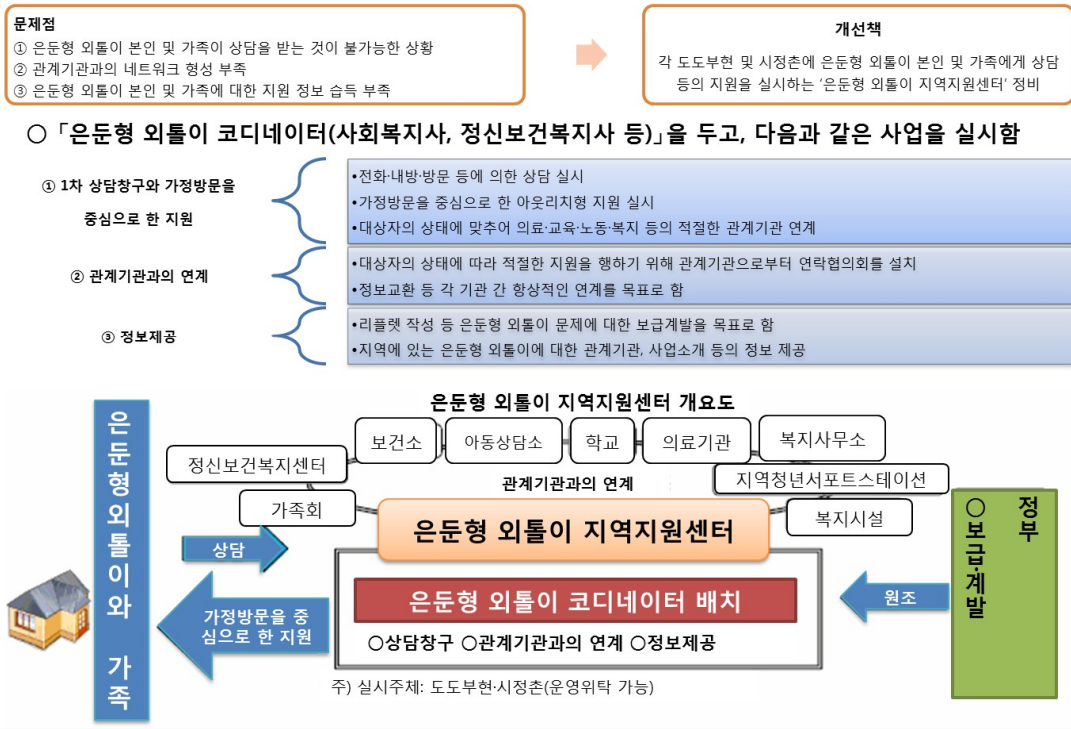 문제점
① 은둔형 외톨이 본인 및 가족이 상담을 받는 것이 불가능한 상황
② 관계기관과의 네트워크 형성 부족
③ 은둔형 외톨이 본인 및 가족에 대한 지원 정보 습득 부족
개선책
각 도도부현 및 시정촌에 은둔형 외톨이 본인 및 가족에게 상담
등의 지원을 실시하는 ‘은둔형 외톨이 지역지원센터’ 정비
○ 「은둔형 외톨이 코디네이터(사회복지사, 정신보건복지사 등)」을 두고, 다음과 같은 사업을 실시함
① 1차 상담창구와 가정방문을
중심으로 한 지원
•전화·내방·방문 등에 의한 상담 실시
•가정방문을 중심으로 한 아웃리치형 지원 실시
•대상자의 상태에 맞추어 의료·교육·노동·복지 등의 적절한 관계기관 연계
② 관계기관과의 연계
•대상자의 상태에 따라 적절한 지원을 행하기 위해 관계기관으로부터 연락협의회를 설치
•정보교환 등 각 기관 간 항상적인 연계를 목표로 함
③ 정보제공
•리플렛 작성 등 은둔형 외톨이 문제에 대한 보급계발을 목표로 함
•지역에 있는 은둔형 외톨이에 대한 관계기관, 사업소개 등의 정보 제공
은둔형 외톨이 지역지원센터 개요도
보건소
아동상담소
학교
의료기관
복지사무소
정신보건복지센터
지역청년서포트스테이션
관계기관과의 연계
가족회
복지시설
은둔형 외톨이 지역지원센터
은둔형외톨이와 가족
상담
가정방문을 중
심으로 한 지원
은둔형 외톨이 코디네이터 배치
○상담창구 ○관계기관과의 연계 ○정보제공
원조
정부
○보급·계발
주) 실시주체: 도도부현·시정촌(운영위탁 가능)